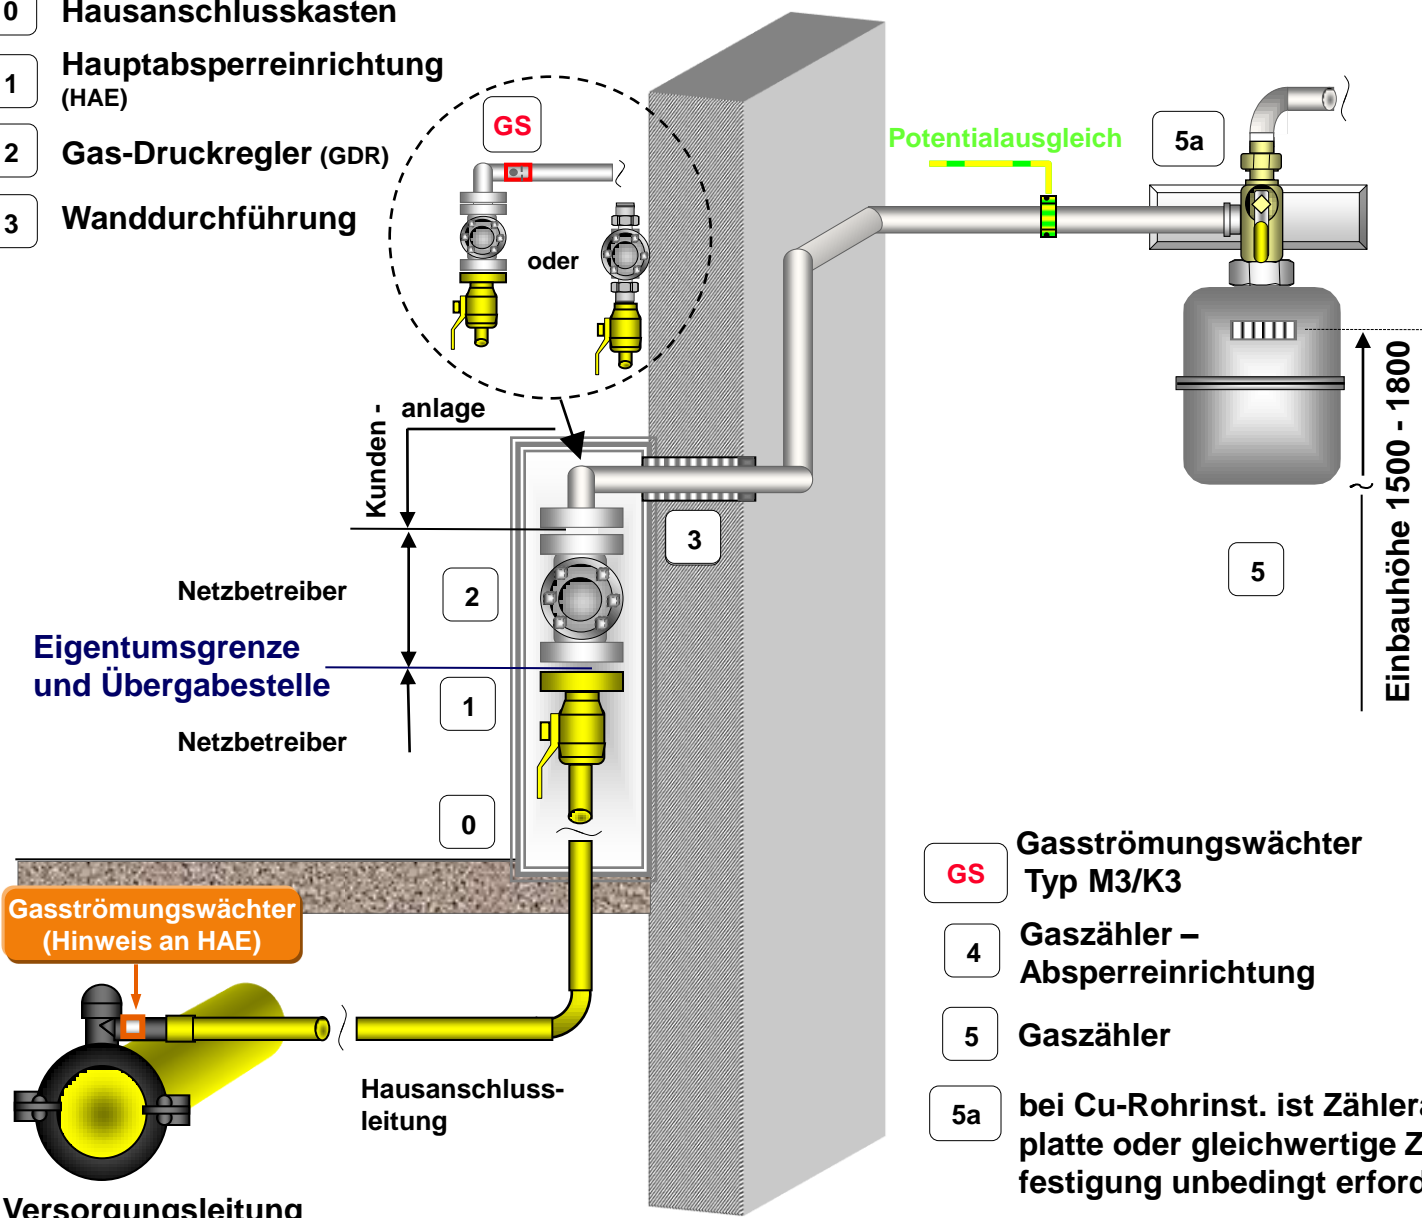 0 Hausanschlusskasten
1 Hauptabsperreinrichtung
(HAE)
2 Gas-Druckregler (GDR)
3 Wanddurchführung
GS
oder
Potentialausgleich
5a
Kunden - anlage
Netzbetreiber
2
3
Eigentumsgrenze
und Übergabestelle
1
Netzbetreiber
0
5
Einbauhöhe 1500 - 1800
Gasströmungswächter
(Hinweis an HAE)
Hausanschluss-
leitung
Versorgungsleitung
GS Gasströmungswächter
Typ M3/K3
4 Gaszähler –
Absperreinrichtung
5 Gaszähler
5a bei Cu-Rohrinst. ist
platte oder gleichwertige
festigung unbedingt